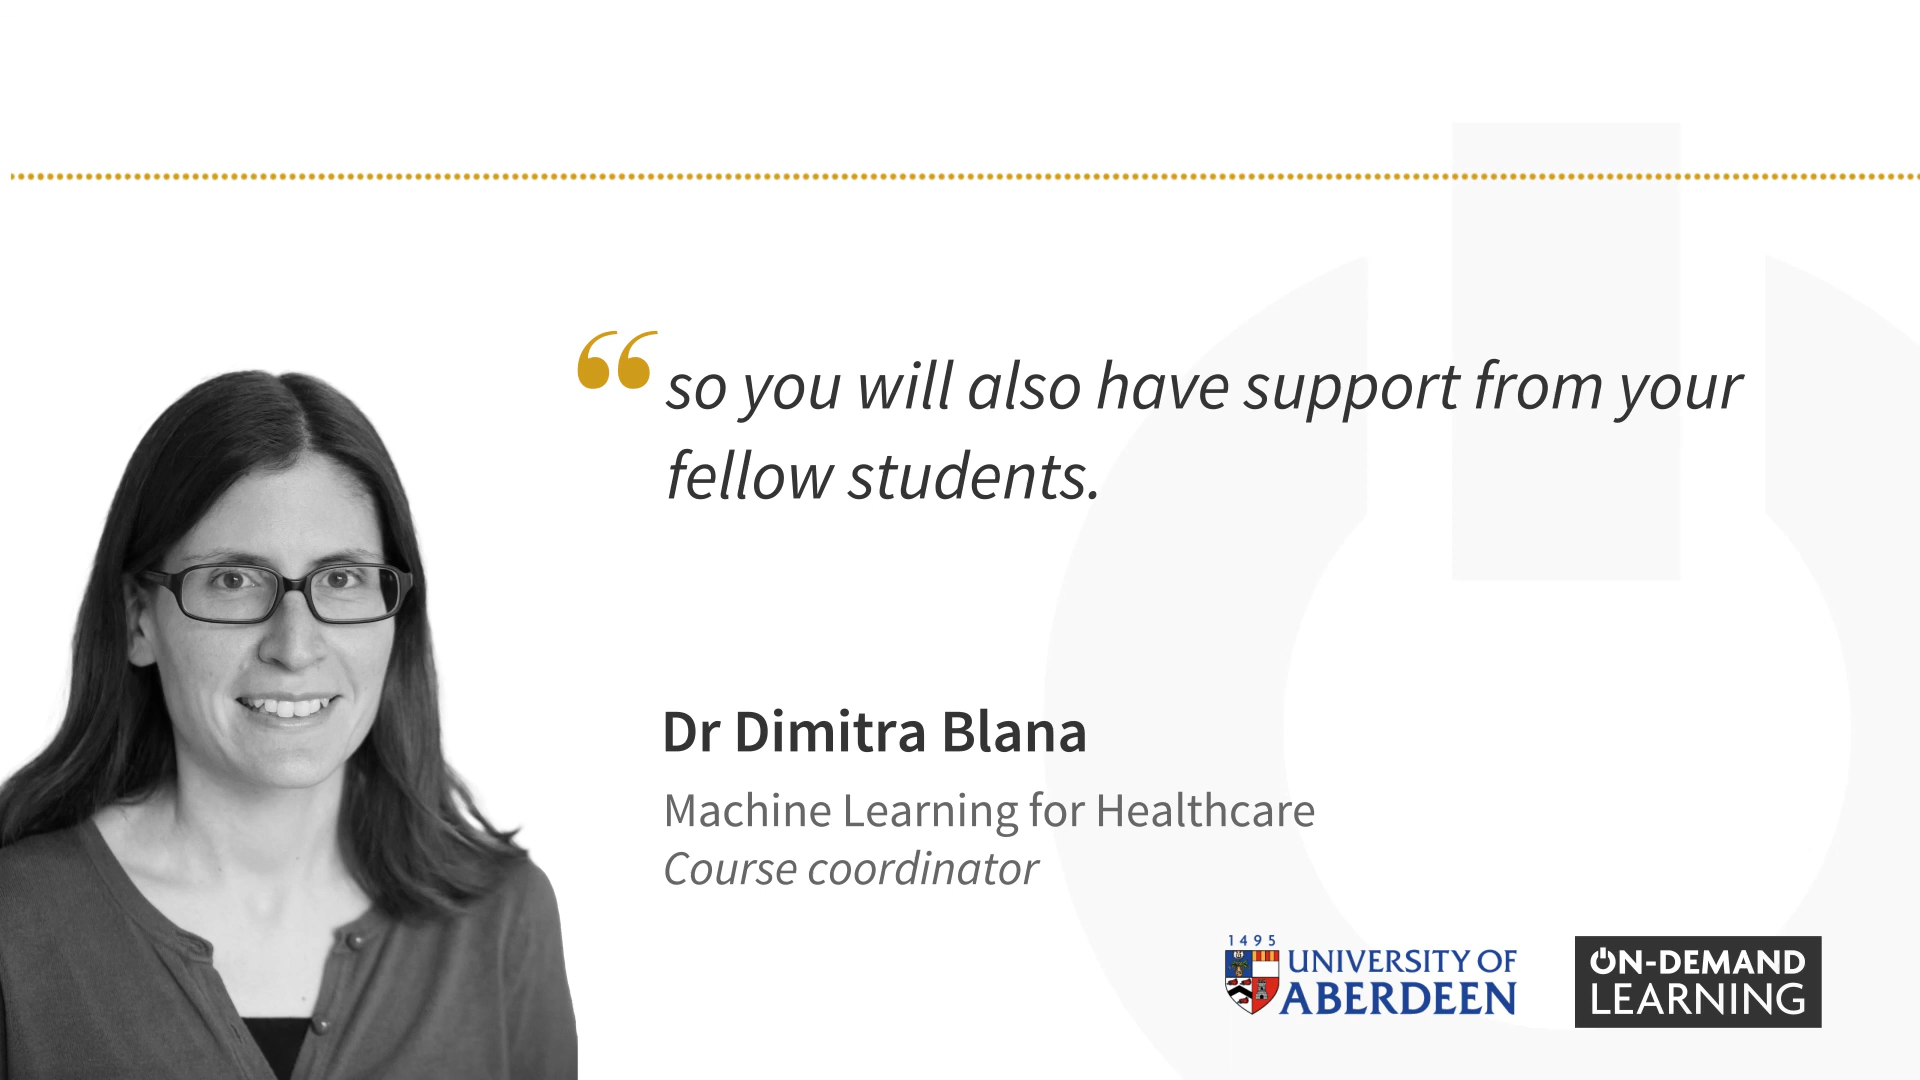 “so you will also have support from your
fellow students.
Dr Dimitra Blana
Machine Learning for Healthcare
Course coordinator
1495
UNIVERSITY OF
ABERDEEN
ON-DEMAND
LEARNING